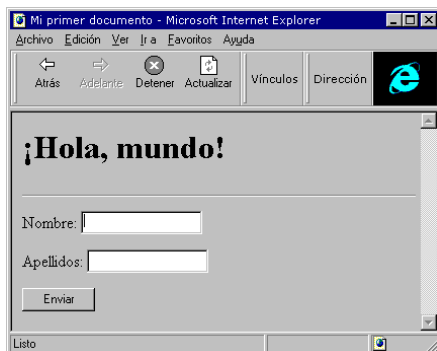 Mi primer documento - Microsoft Internet Explorer
Archivo Edición Ver Ir a Favoritos Ayuda
Atrás Adelante Detener Actualizar Vínculos Dirección
¡Hola, mundo!
Nombre:
Apellidos:
Enviar
Listo